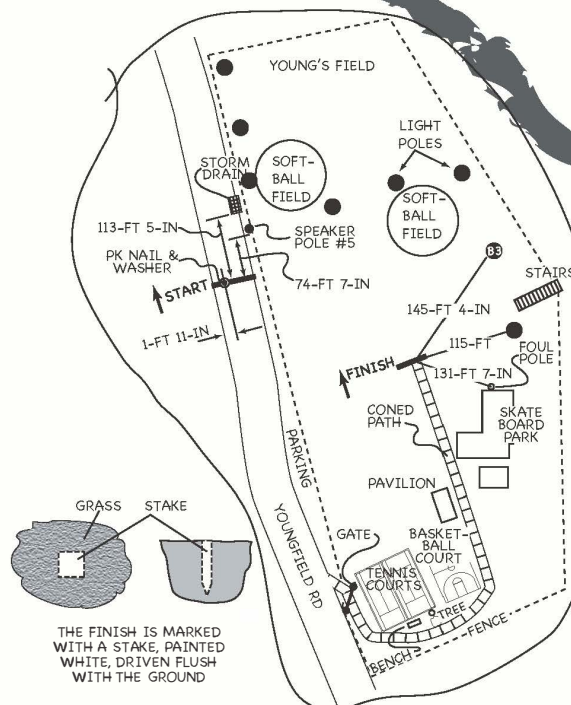 YOUNG'S FIELD
LIGHT
POLES
STORM
DRAIN
SOFT-
BALL
FIELD
SOFT-
BALL
FIELD
113-FT 5-IN
SPEAKER
POLE #5
PK NAIL &
WASHER
74-FT 7-IN
START
1-FT 11-IN
83
STAIRS
145-FT 4-IN
115-FT
FOUL
POLE
FINISH
131-FT 7-IN
CONED
PATH
SKATE
BOARD
PARK
PARKING
PAVILION
YOUNGFIELD RD
GATE
BASKET-
BALL
COURT
TENNIS
COURTS
TREE
FENCE
BENCH
GRASS
STAKE
THE FINISH IS MARKED
WITH A STAKE, PAINTED
WHITE, DRIVEN FLUSH
WITH THE GROUND